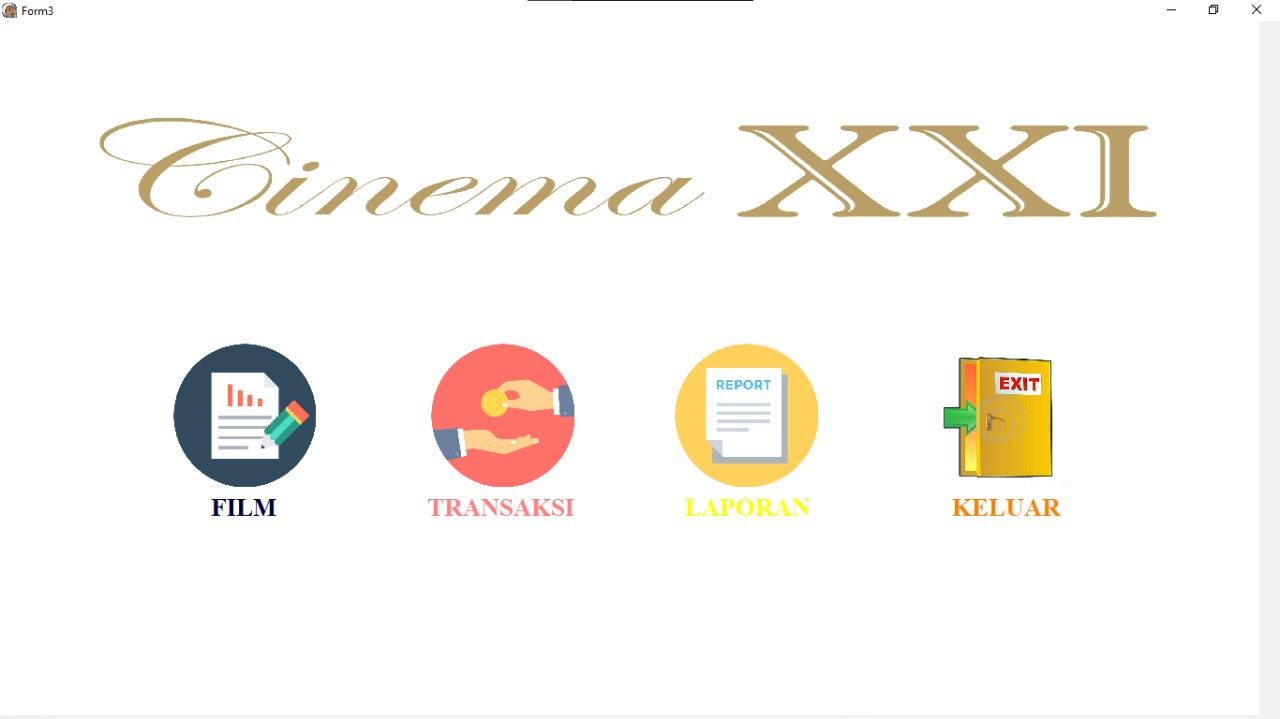 Form3
Cinema XXI
REPORT
EXIT
FILM
TRANSAKSI
LAPORAN
KELUAR